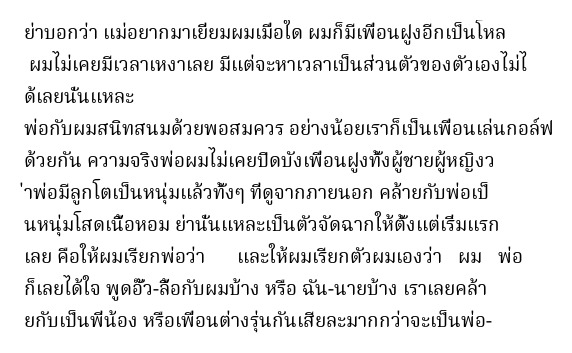 ย่าบอกว่า แม่อยากมาเยี่ยมผมเมื่อใด ผมก็มีเพื่อนฝูงอีกเป็นโหล
ผมไม่เคยมีเวลาเหงาเลย มีแต่จะหาเวลาเป็นส่วนตัวของตัวเองไม่ไ
ด้เลยนั่นแหละ
พ่อกับผมสนิทสนมด้วยพอสมควร อย่างน้อยเราก็เป็นเพื่อนเล่นกอล์ฟ
ด้วยกัน ความจริงพ่อผมไม่เคยปิดบังเพื่อนฝูงทั้งผู้ชายผู้หญิงว
่าพ่อมีลูกโตเป็นหนุ่มแล้วทั้งๆ ที่ดูจากภายนอก คล้ายกับพ่อเป็
นหนุ่มโสดเนื้อหอม ย่านั่นแหละเป็นตัวจัดฉากให้ตั้งแต่เริ่มแรก
เลย คือให้ผมเรียกพ่อว่า และให้ผมเรียกตัวผมเองว่า ผม พ่อ
ก็เลยได้ใจ พูดอั๊ว-ลื้อกับผมบ้าง หรือ ฉัน-นายบ้าง เราเลยคล้า
ยกับเป็นพี่น้อง หรือเพื่อนต่างรุ่นกันเสียละมากกว่าจะเป็นพ่อ-